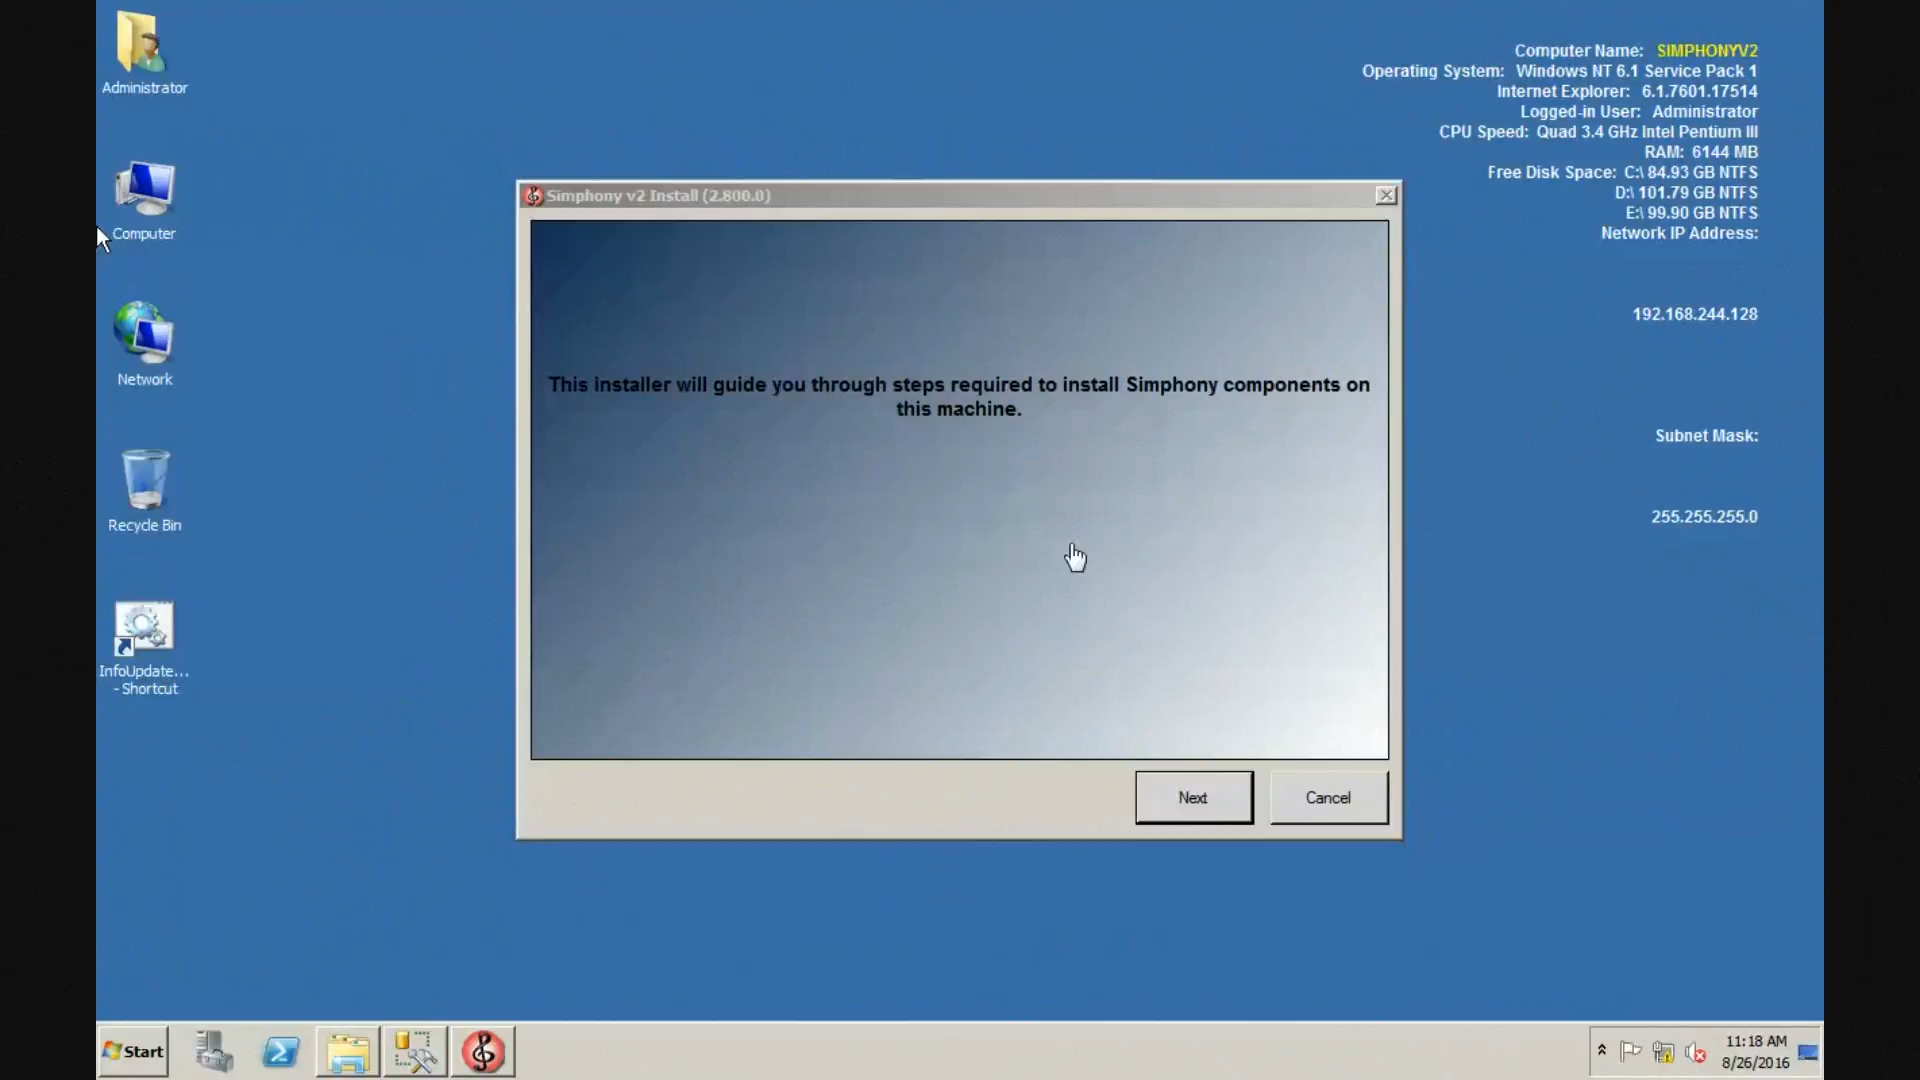 Administrator
Computer
Network
Recycle Bin
InfoUpdate...
- Shortcut
Computer Name: SIMPHONYV2
Operating System: Windows NT 6.1 Service Pack 1
Internet Explorer: 6.1.7601.17514
Logged-in User: Administrator
CPU Speed: Quad 3.4 GHz Intel Pentium III
RAM: 6144 MB
Free Disk Space: C:\ 84.93 GB NTFS
D:\ 101.79 GB NTFS
E:\ 99.90 GB NTFS
Network IP Address:
192.168.244.128
Subnet Mask:
255.255.255.0
Simphony v2 Install (2.800.0)
This installer will guide you through steps required to install Simphony components on
this machine.
Next
Cancel
Start
11:18 AM
8/26/2016